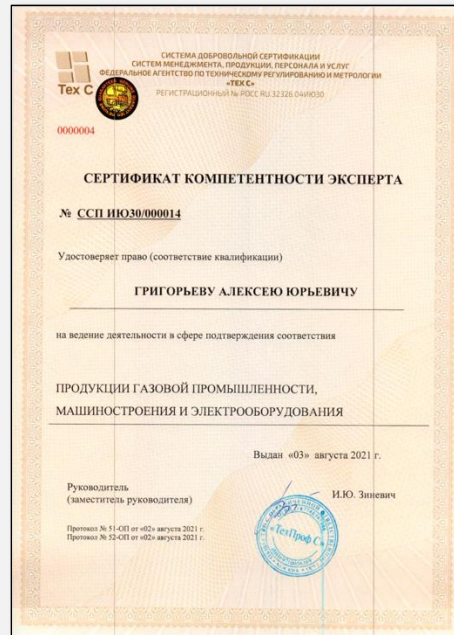 СИСТЕМА ДОБРОВОЛЬНОЙ СЕРТИФИКАЦИИ
СИСТЕМ МЕНЕДЖМЕНТА, ПРОДУКЦИИ, ПЕРСОНАЛА И УСЛУГ
ФЕДЕРАЛЬНОЕ АГЕНТСТВО ПО ТЕХНИЧЕСКОМУ РЕГУЛИРОВАНИЮ И МЕТРОЛОГИИ
«ТЕХ С»
РЕГИСТРАЦИОННЫЙ № РОСС RU.32326.04ИЮ30
Тех С
0000004
СЕРТИФИКАТ КОМПЕТЕНТНОСТИ ЭКСПЕРТА
№ ССП ИЮ30/000014
Удостоверяет право (соответствие квалификации)
ГРИГОРЬЕВУ АЛЕКСЕЮ ЮРЬЕВИЧУ
на ведение деятельности в сфере подтверждения соответствия
ПРОДУКЦИИ ГАЗОВОЙ ПРОМЫШЛЕННОСТИ,
МАШИНОСТРОЕНИЯ И ЭЛЕКТРООБОРУДОВАНИЯ
Выдан «03» августа 2021 г.
Руководитель
(заместитель руководителя)
И.Ю. Зиневич
«ТехПроф С»
Протокол № 51-ОП от «02» августа 2021 г.
Протокол № 52-ОП от «02» августа 2021 г.